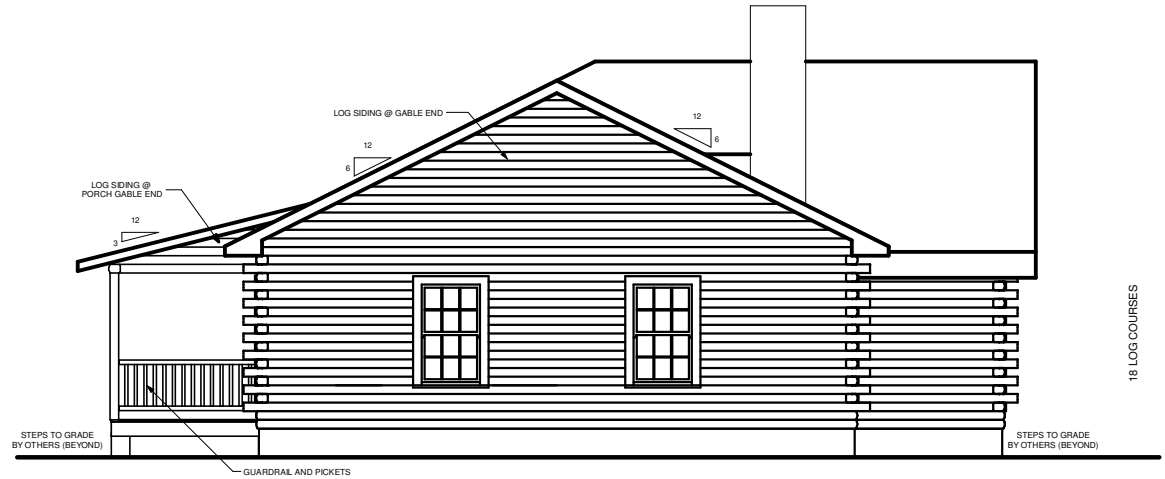 LOG SIDING @ GABLE END
12
6
12
6
LOG SIDING @
PORCH GABLE END
12
3
18 LOG COURSES
STEPS TO GRADE
BY OTHERS (BEYOND)
STEPS TO GRADE
BY OTHERS (BEYOND)
GUARDRAIL AND PICKETS